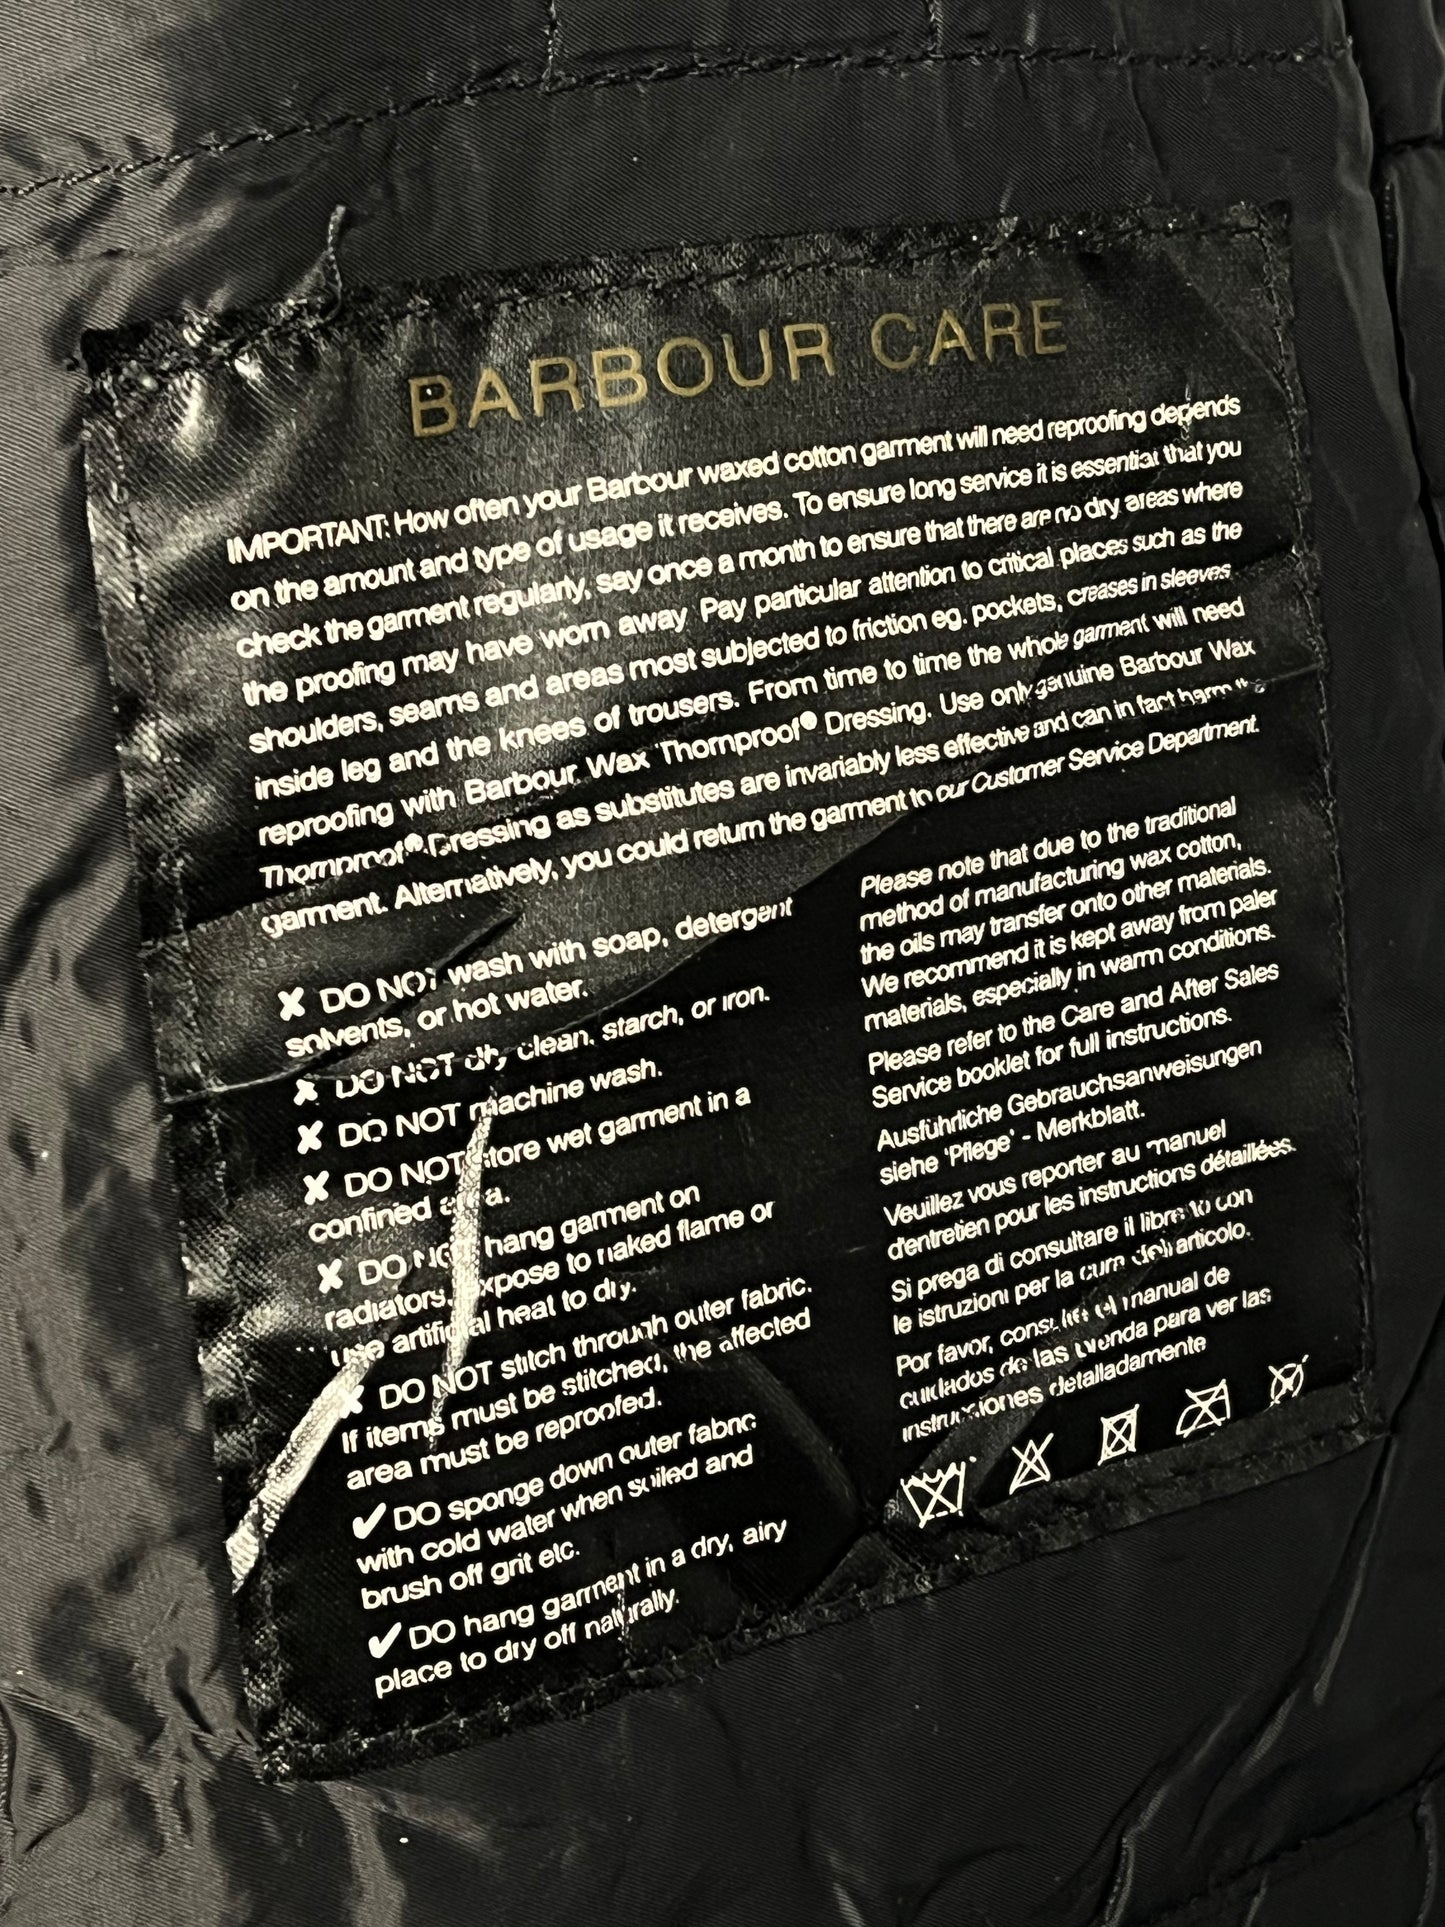 BARBOUR CARE
IMPORTANT: How often your Barbour waxed cotton garment will need reproofing depends
on the amount and type of usage it receives. To ensure long service it is essential that you
check the garment regularly, say once a month to ensure that there are no dry areas where
the proofing may have worn away. Pay particular attention to critical places such as the
shoulders, seams and areas most subjected to friction eg. pockets, creases in sleeves
inside leg and the knees of trousers. From time to time the whole garment will need
reproofing with Barbour Wax Thornproof® Dressing. Use only genuine Barbour Wax
Thornproof® Dressing as substitutes are invariably less effective and can in fact harm the
garment. Alternatively, you could return the garment to our Customer Service Department.
✘ DO NOT wash with soap, detergent
solvents, or hot water.
✘ DO NOT dry clean, starch, or iron.
✘ DO NOT machine wash.
✘ DO NOT store wet garment in a
confined area.
✘ DO NOT hang garment on
radiators, expose to naked flame or
use artificial heat to dry.
✘ DO NOT stitch through outer fabric.
If items must be stitched, the affected
area must be reproofed.
✔ DO sponge down outer fabric
with cold water when soiled and
brush off grit etc.
✔ DO hang garment in a dry, airy
place to dry off naturally.
Please note that due to the traditional
method of manufacturing wax cotton,
the oils may transfer onto other materials.
We recommend it is kept away from paler
materials, especially in warm conditions.
Please refer to the Care and After Sales
Service booklet for full instructions.
Ausführliche Gebrauchsanweisungen
siehe 'Pflege' - Merkblatt.
Veuillez vous reporter au manuel
d'entretien pour les instructions détaillées.
Si prega di consultare il libretto con
le istruzioni per la cura degli articolo.
Por favor, consulte el manual de
cuidados de las prenda para ver las
instrucciones detalladamente